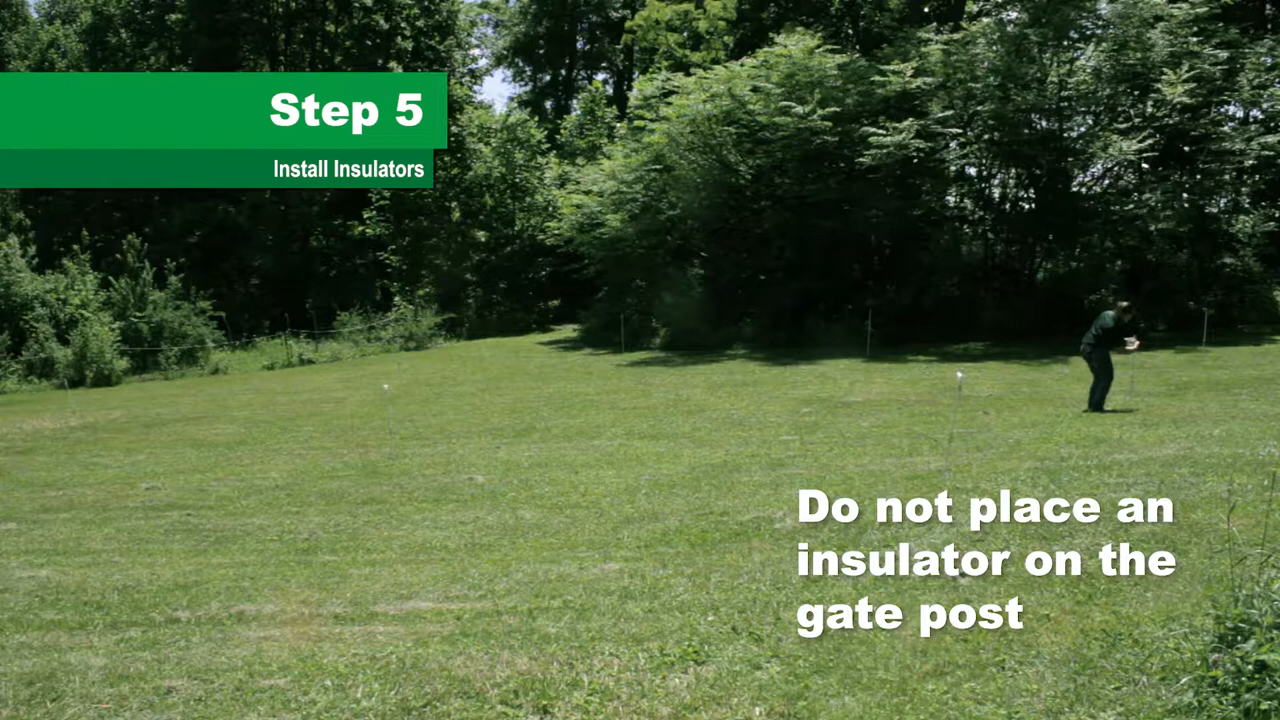 Step 5
Install Insulators
Do not place an
insulator on the
gate post